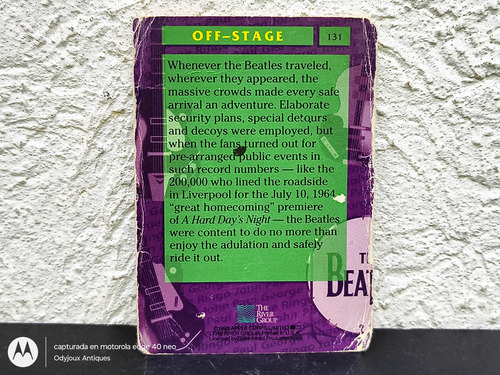 OFF-STAGE
131
Whenever the Beatles traveled,
wherever they appeared, the
massive crowds made every safe
arrival an adventure. Elaborate
security plans, special detours
and decoys were employed, but
when the fans turned out for
pre-arranged public events in
such record numbers — like the
200,000 who lined the roadside
in Liverpool for the July 10, 1964
"great homecoming" premiere
of A Hard Day's Night — the Beatles
were content to do no more than
enjoy the adulation and safely
ride it out.
BEAT
THE
RIVER
GROUP
capturada en motorola edge 40 neo
Odyjoux Antiques